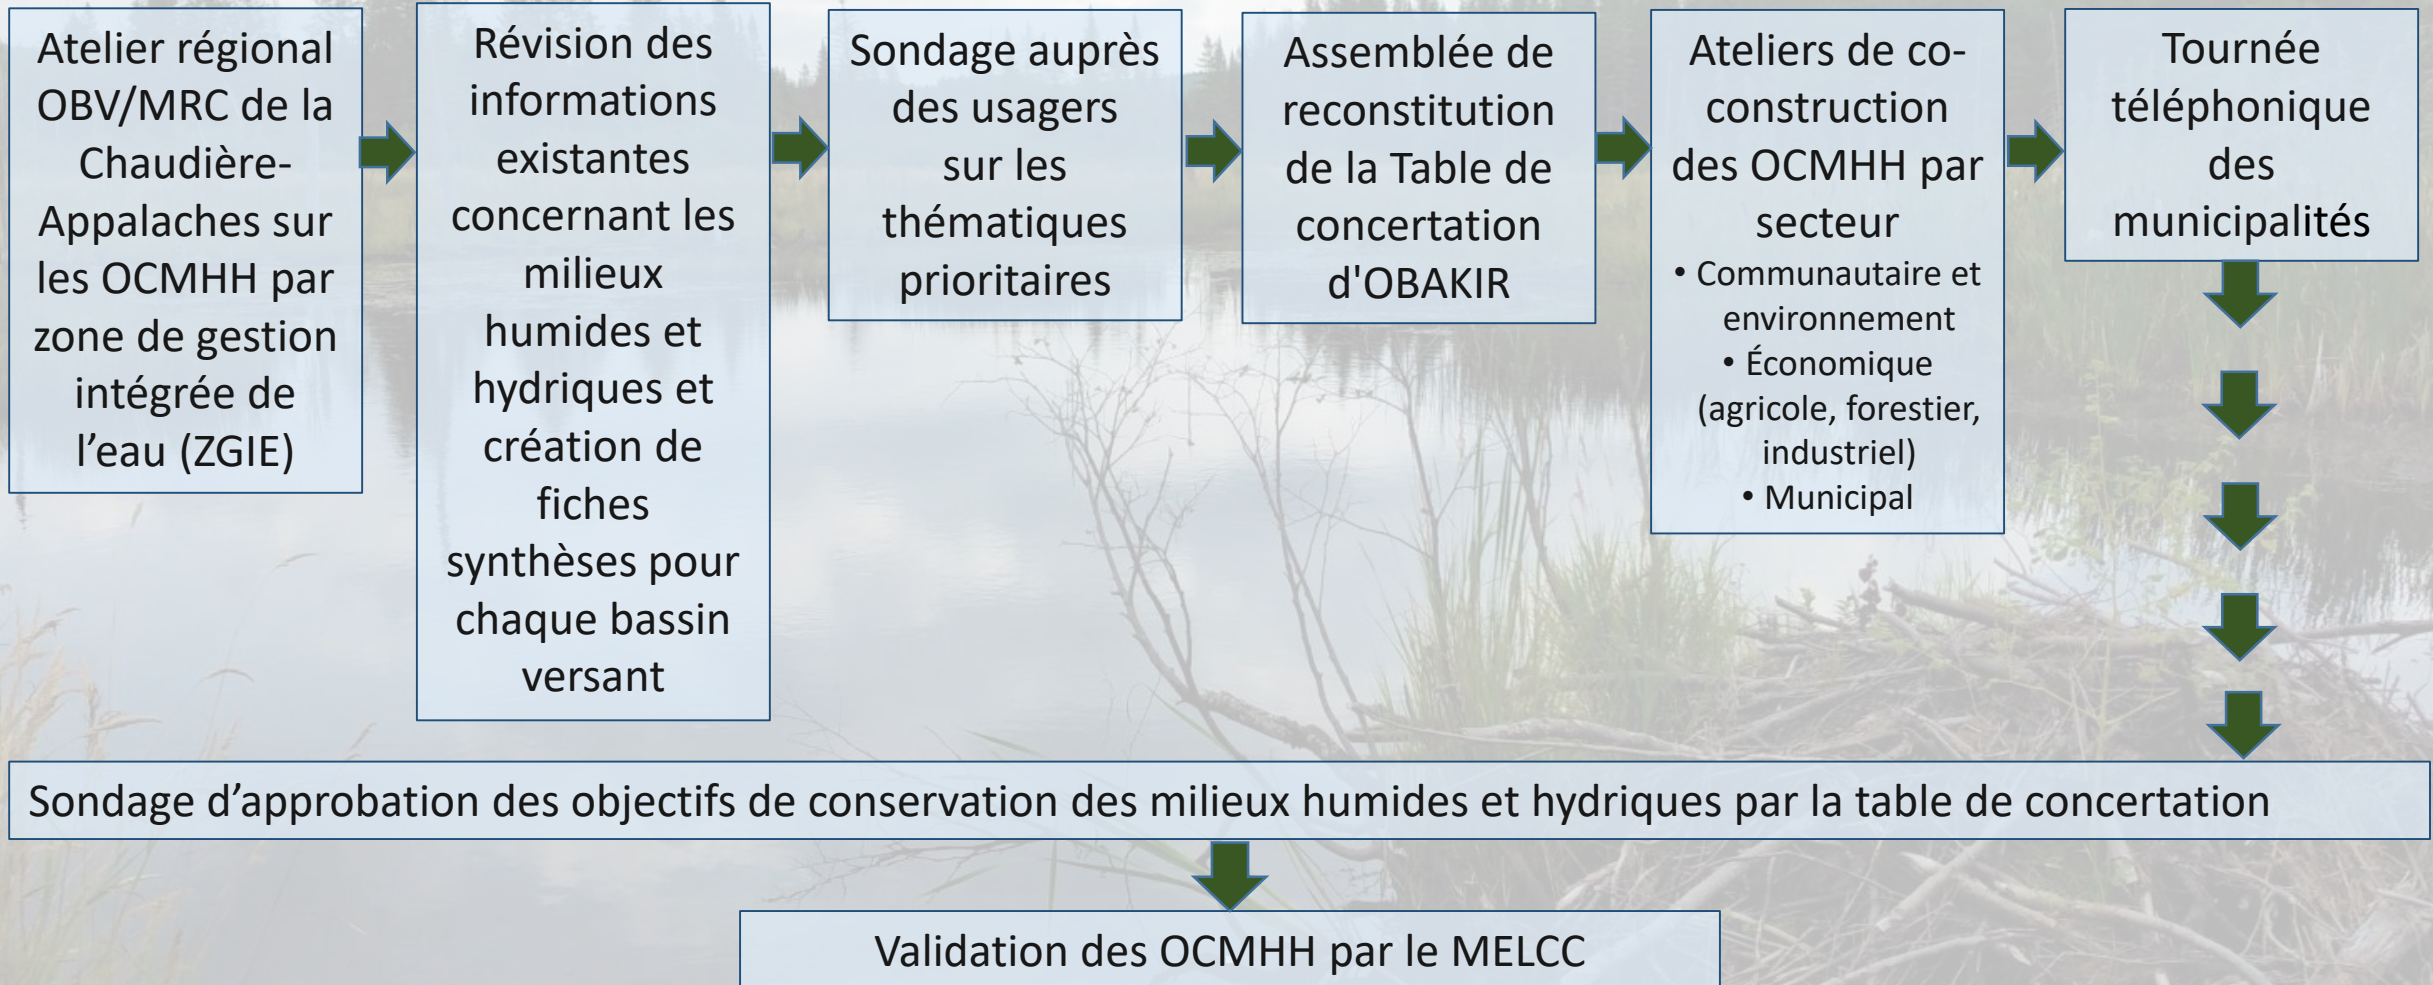 Atelier régional
OBV/MRC de la
Chaudière-
Appalaches sur
les OCMHH par
zone de gestion
intégrée de
l’eau (ZGIE)
Révision des
informations
existantes
concernant les
milieux
humides et
hydriques et
création de
fiches
synthèses pour
chaque bassin
versant
Sondage auprès
des usagers
sur les
thématiques
prioritaires
Assemblée de
reconstitution
de la Table de
concertation
d'OBAKIR
Ateliers de co-
construction
des OCMHH par
secteur
• Communautaire et
environnement
• Économique
(agricole, forestier,
industriel)
• Municipal
Tournée
téléphonique
des
municipalités
Sondage d’approbation des objectifs de conservation des milieux humides et hydriques par la table de concertation
Validation des OCMHH par le MELCC